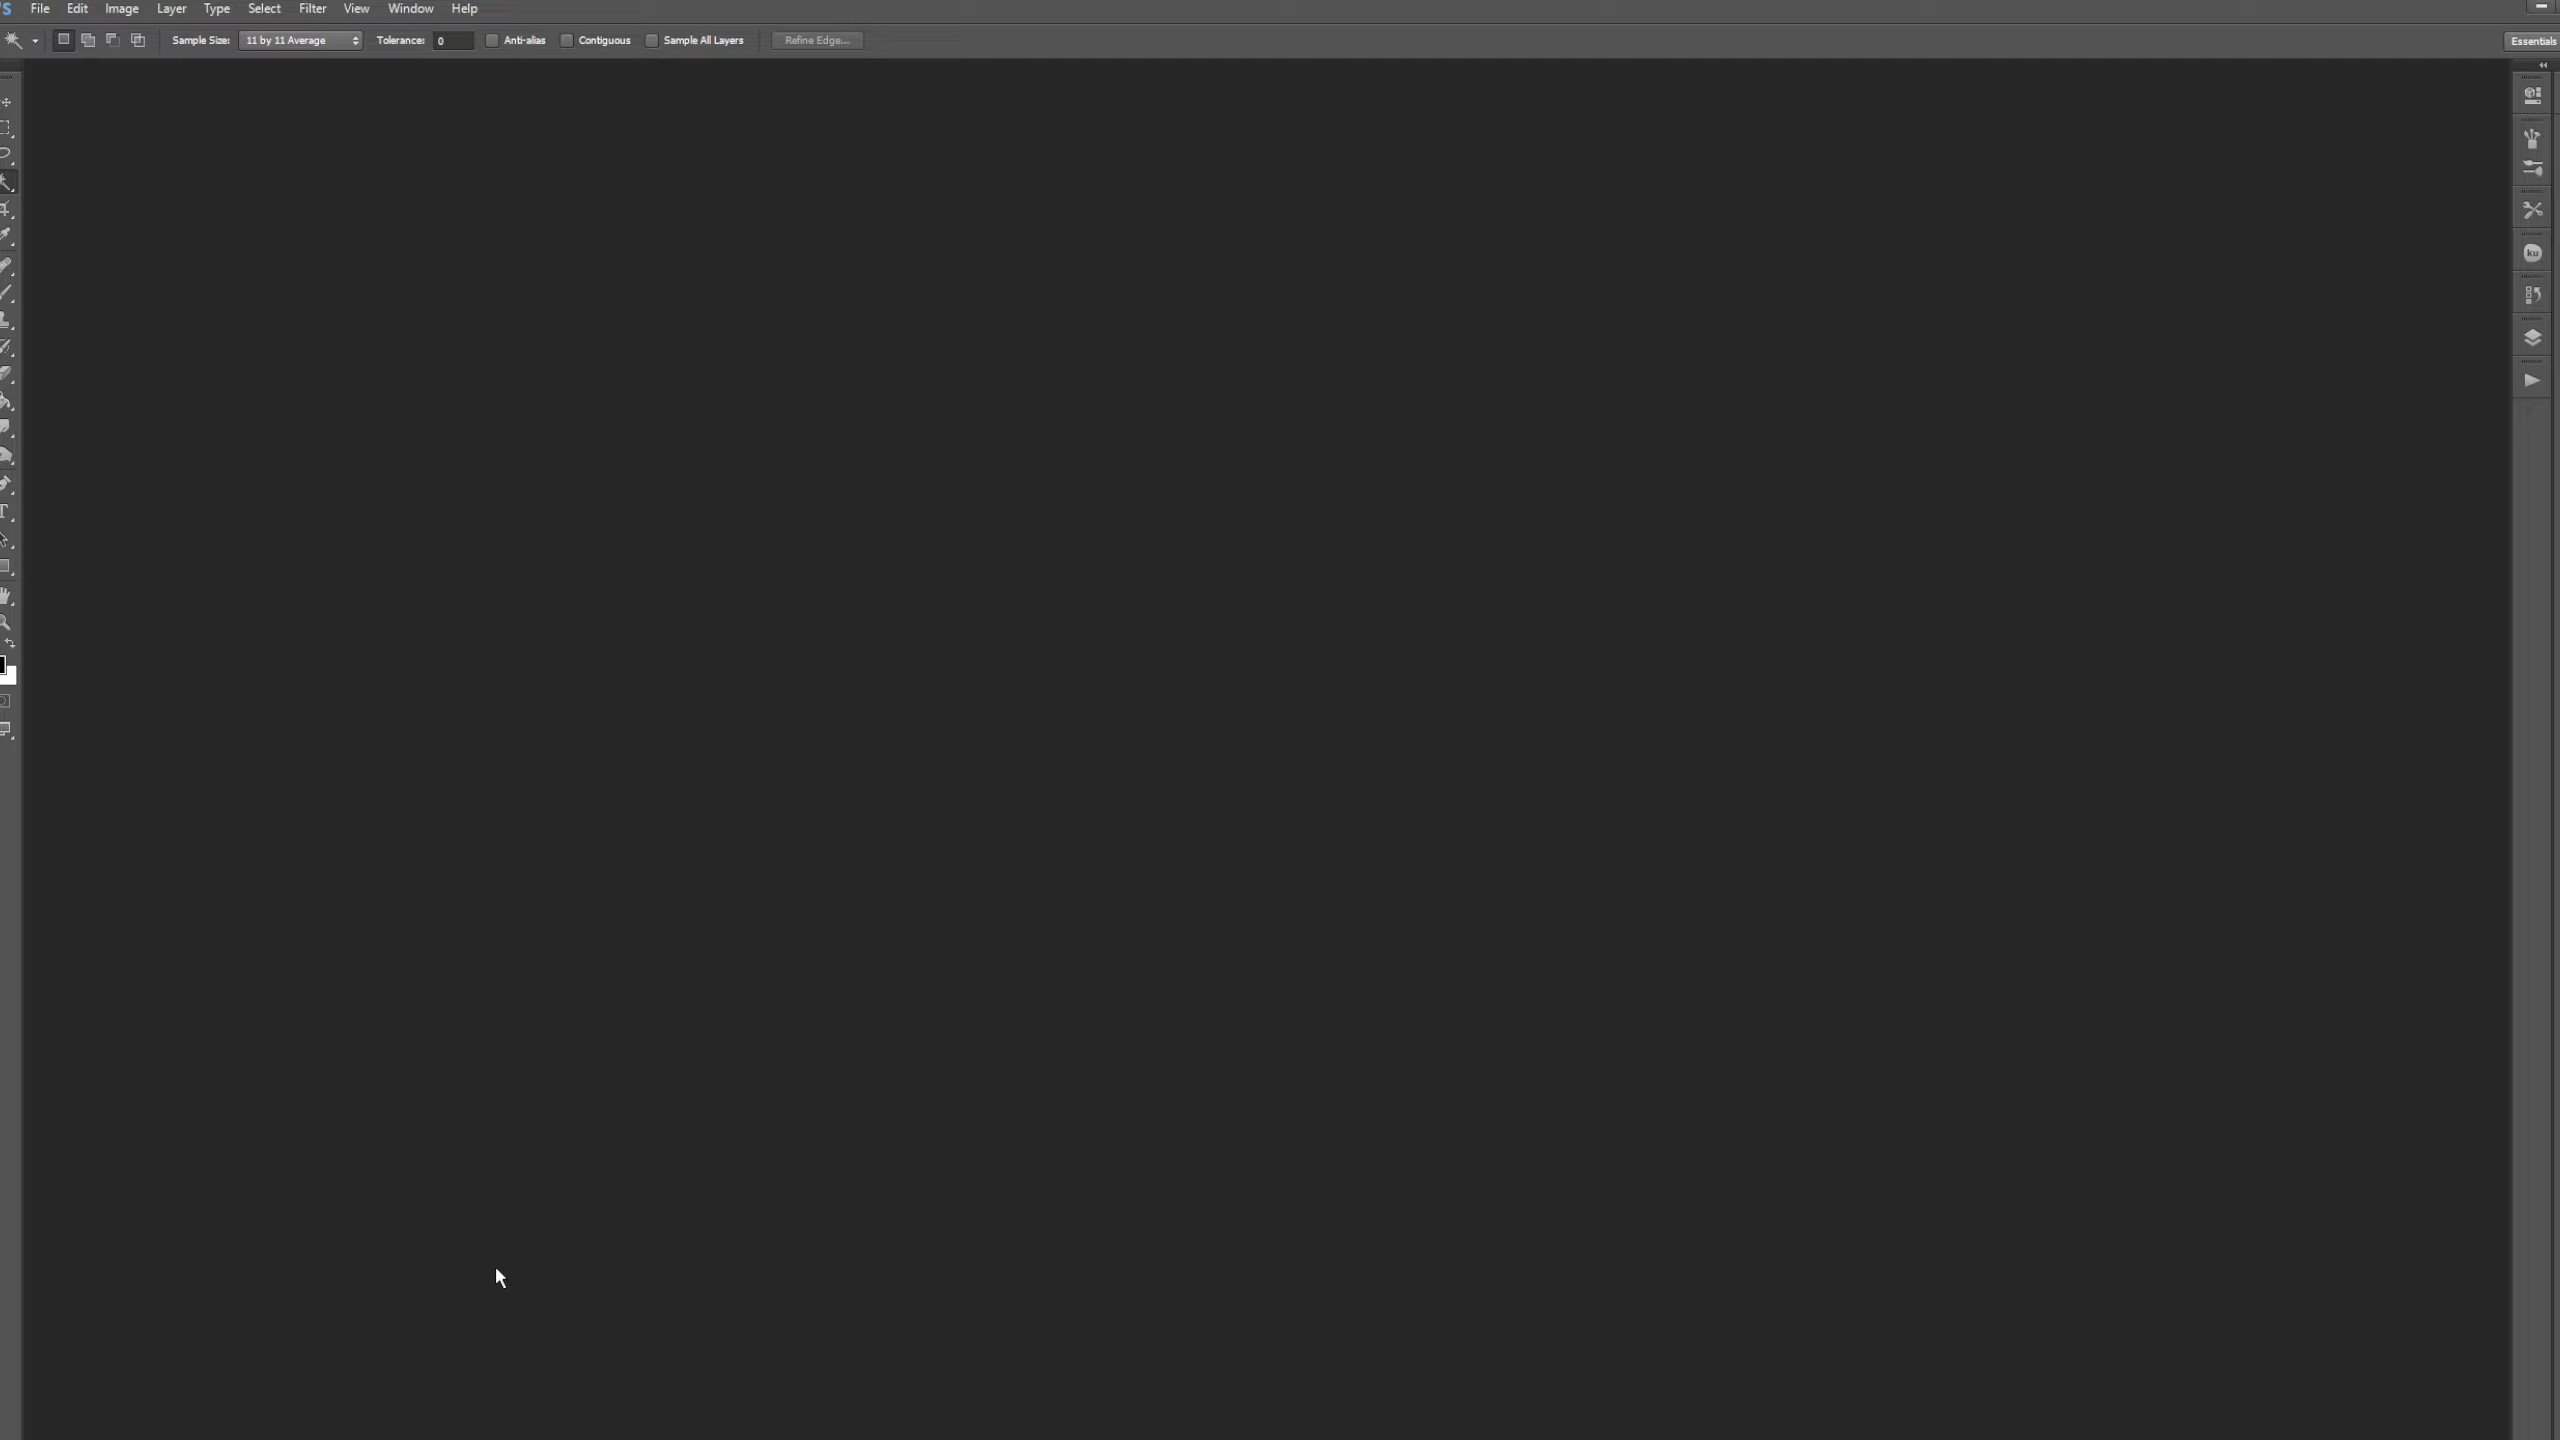 File Edit Image Layer Type Select Filter View Window Help
Sample Size: 11 by 11 Average Tolerance: 0 Anti-alias Contiguous Sample All Layers Refine Edge... Essentials
ku